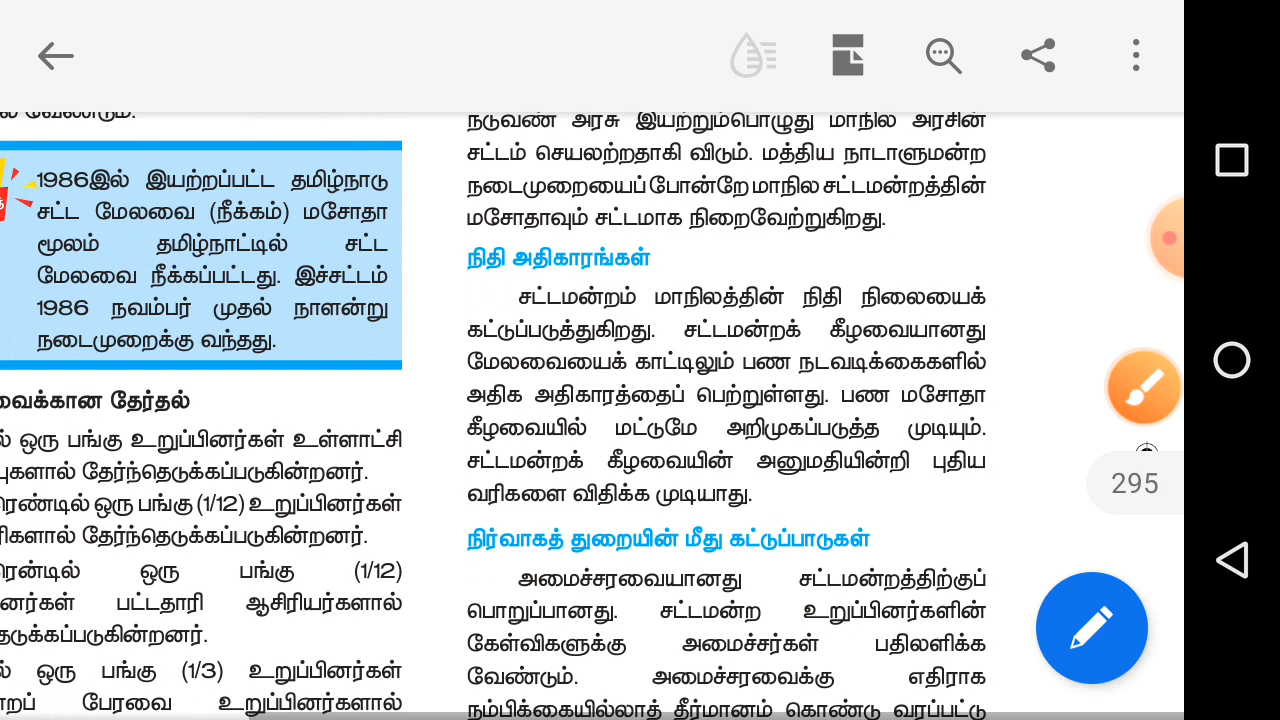 1986இல் இயற்றப்பட்ட தமிழ்நாடு
சட்ட மேலவை (நீக்கம்) மசோதா
மூலம் தமிழ்நாட்டில் சட்ட
மேலவை நீக்கப்பட்டது. இச்சட்டம்
1986 நவம்பர் முதல் நாளன்று
நடைமுறைக்கு வந்தது.
தேர்தல்
ஒரு பங்கு உறுப்பினர்கள் உள்ளாட்சி
தேர்ந்தெடுக்கப்படுகின்றனர்.
ஒரு பங்கு (1/12) உறுப்பினர்கள்
தேர்ந்தெடுக்கப்படுகின்றனர்.
ஒரு பங்கு (1/12)
பட்டதாரி ஆசிரியர்களால்
ஒரு பங்கு (1/3) உறுப்பினர்கள்
பேரவை உறுப்பினர்களால்
நடுவண் அரசு இயற்றும்பொழுது மாநில அரசின்
சட்டம் செயலற்றதாகி விடும். மத்திய நாடாளுமன்ற
நடைமுறையைப் போன்றே மாநில சட்டமன்றத்தின்
மசோதாவும் சட்டமாக நிறைவேற்றுகிறது.
நிதி அதிகாரங்கள்
சட்டமன்றம் மாநிலத்தின் நிதி நிலையைக்
கட்டுப்படுத்துகிறது. சட்டமன்றக் கீழவையானது
மேலவையைக் காட்டிலும் பண நடவடிக்கைகளில்
அதிக அதிகாரத்தைப் பெற்றுள்ளது. பண மசோதா
கீழவையில் மட்டுமே அறிமுகப்படுத்த முடியும்.
சட்டமன்றக் கீழவையின் அனுமதியின்றி புதிய
வரிகளை விதிக்க முடியாது.
நிர்வாகத் துறையின் மீது கட்டுப்பாடுகள்
அமைச்சரவையானது சட்டமன்றத்திற்குப்
பொறுப்பானது. சட்டமன்ற உறுப்பினர்களின்
கேள்விகளுக்கு அமைச்சர்கள் பதிலளிக்க
வேண்டும். அமைச்சரவைக்கு எதிராக
நம்பிக்கையில்லாத் தீர்மானம் கொண்டு வரப்பட்டு
295